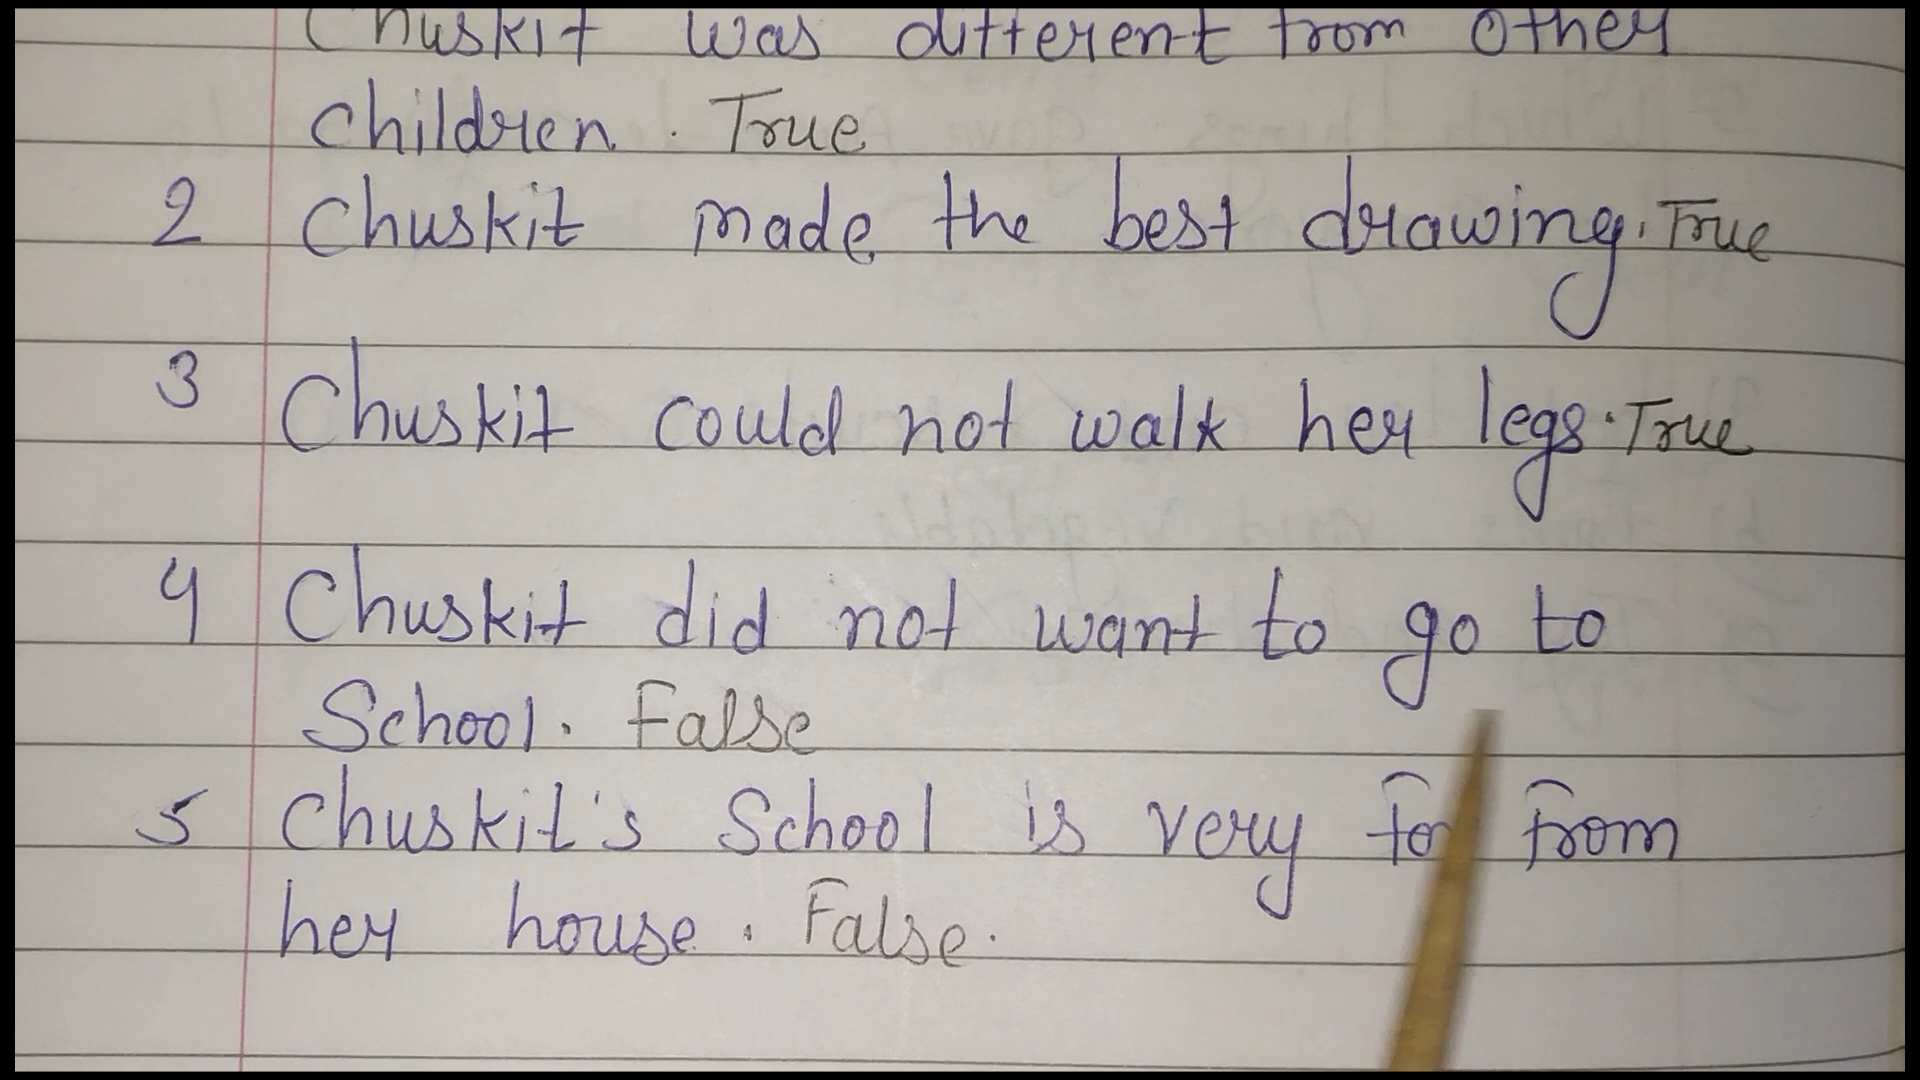 Chuskit was different from other
children. True
2 Chuskit made the best drawing. True
3 Chuskit could not walk her legs. True
4 Chuskit did not want to go to
School. False
5 Chuskit's School is very from
her house. False.